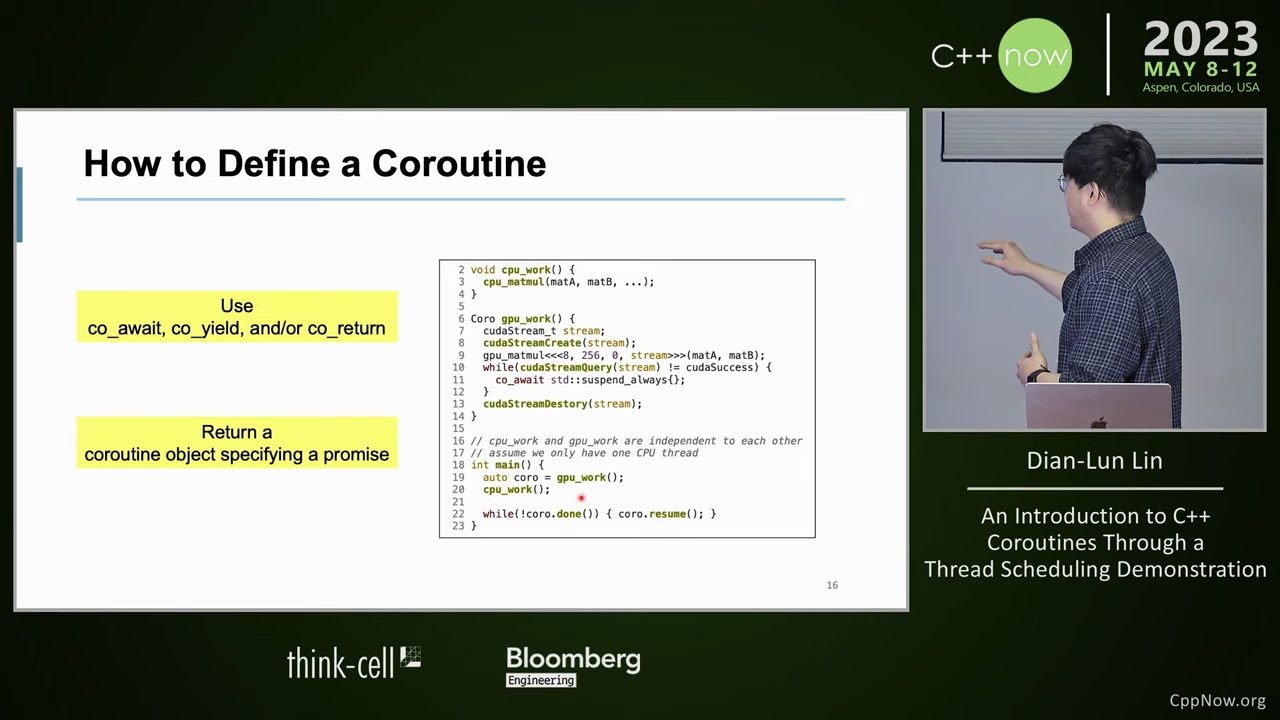 C++ now
2023
MAY 8-12
Aspen, Colorado, USA
How to Define a Coroutine
Use
co_await, co_yield, and/or co_return
Return a
coroutine object specifying a promise
2 void cpu_work() {
3   cpu_matmul(matA, matB, ...);
4 }
5
6 Coro gpu_work() {
7   cudaStream_t stream;
8   cudaStreamCreate(stream);
9   gpu_matmul<<<8, 256, 0, stream>>>(matA, matB);
10   while(cudaStreamQuery(stream) != cudaSuccess) {
11     co_await std::suspend_always{};
12   }
13   cudaStreamDestory(stream);
14 }
15
16 // cpu_work and gpu_work are independent to each other
17 // assume we only have one CPU thread
18 int main() {
19   auto coro = gpu_work();
20   cpu_work();
21
22   while(!coro.done()) { coro.resume(); }
23 }
16
Dian-Lun Lin
An Introduction to C++
Coroutines Through a
Thread Scheduling Demonstration
think-cell
Bloomberg
Engineering
CppNow.org